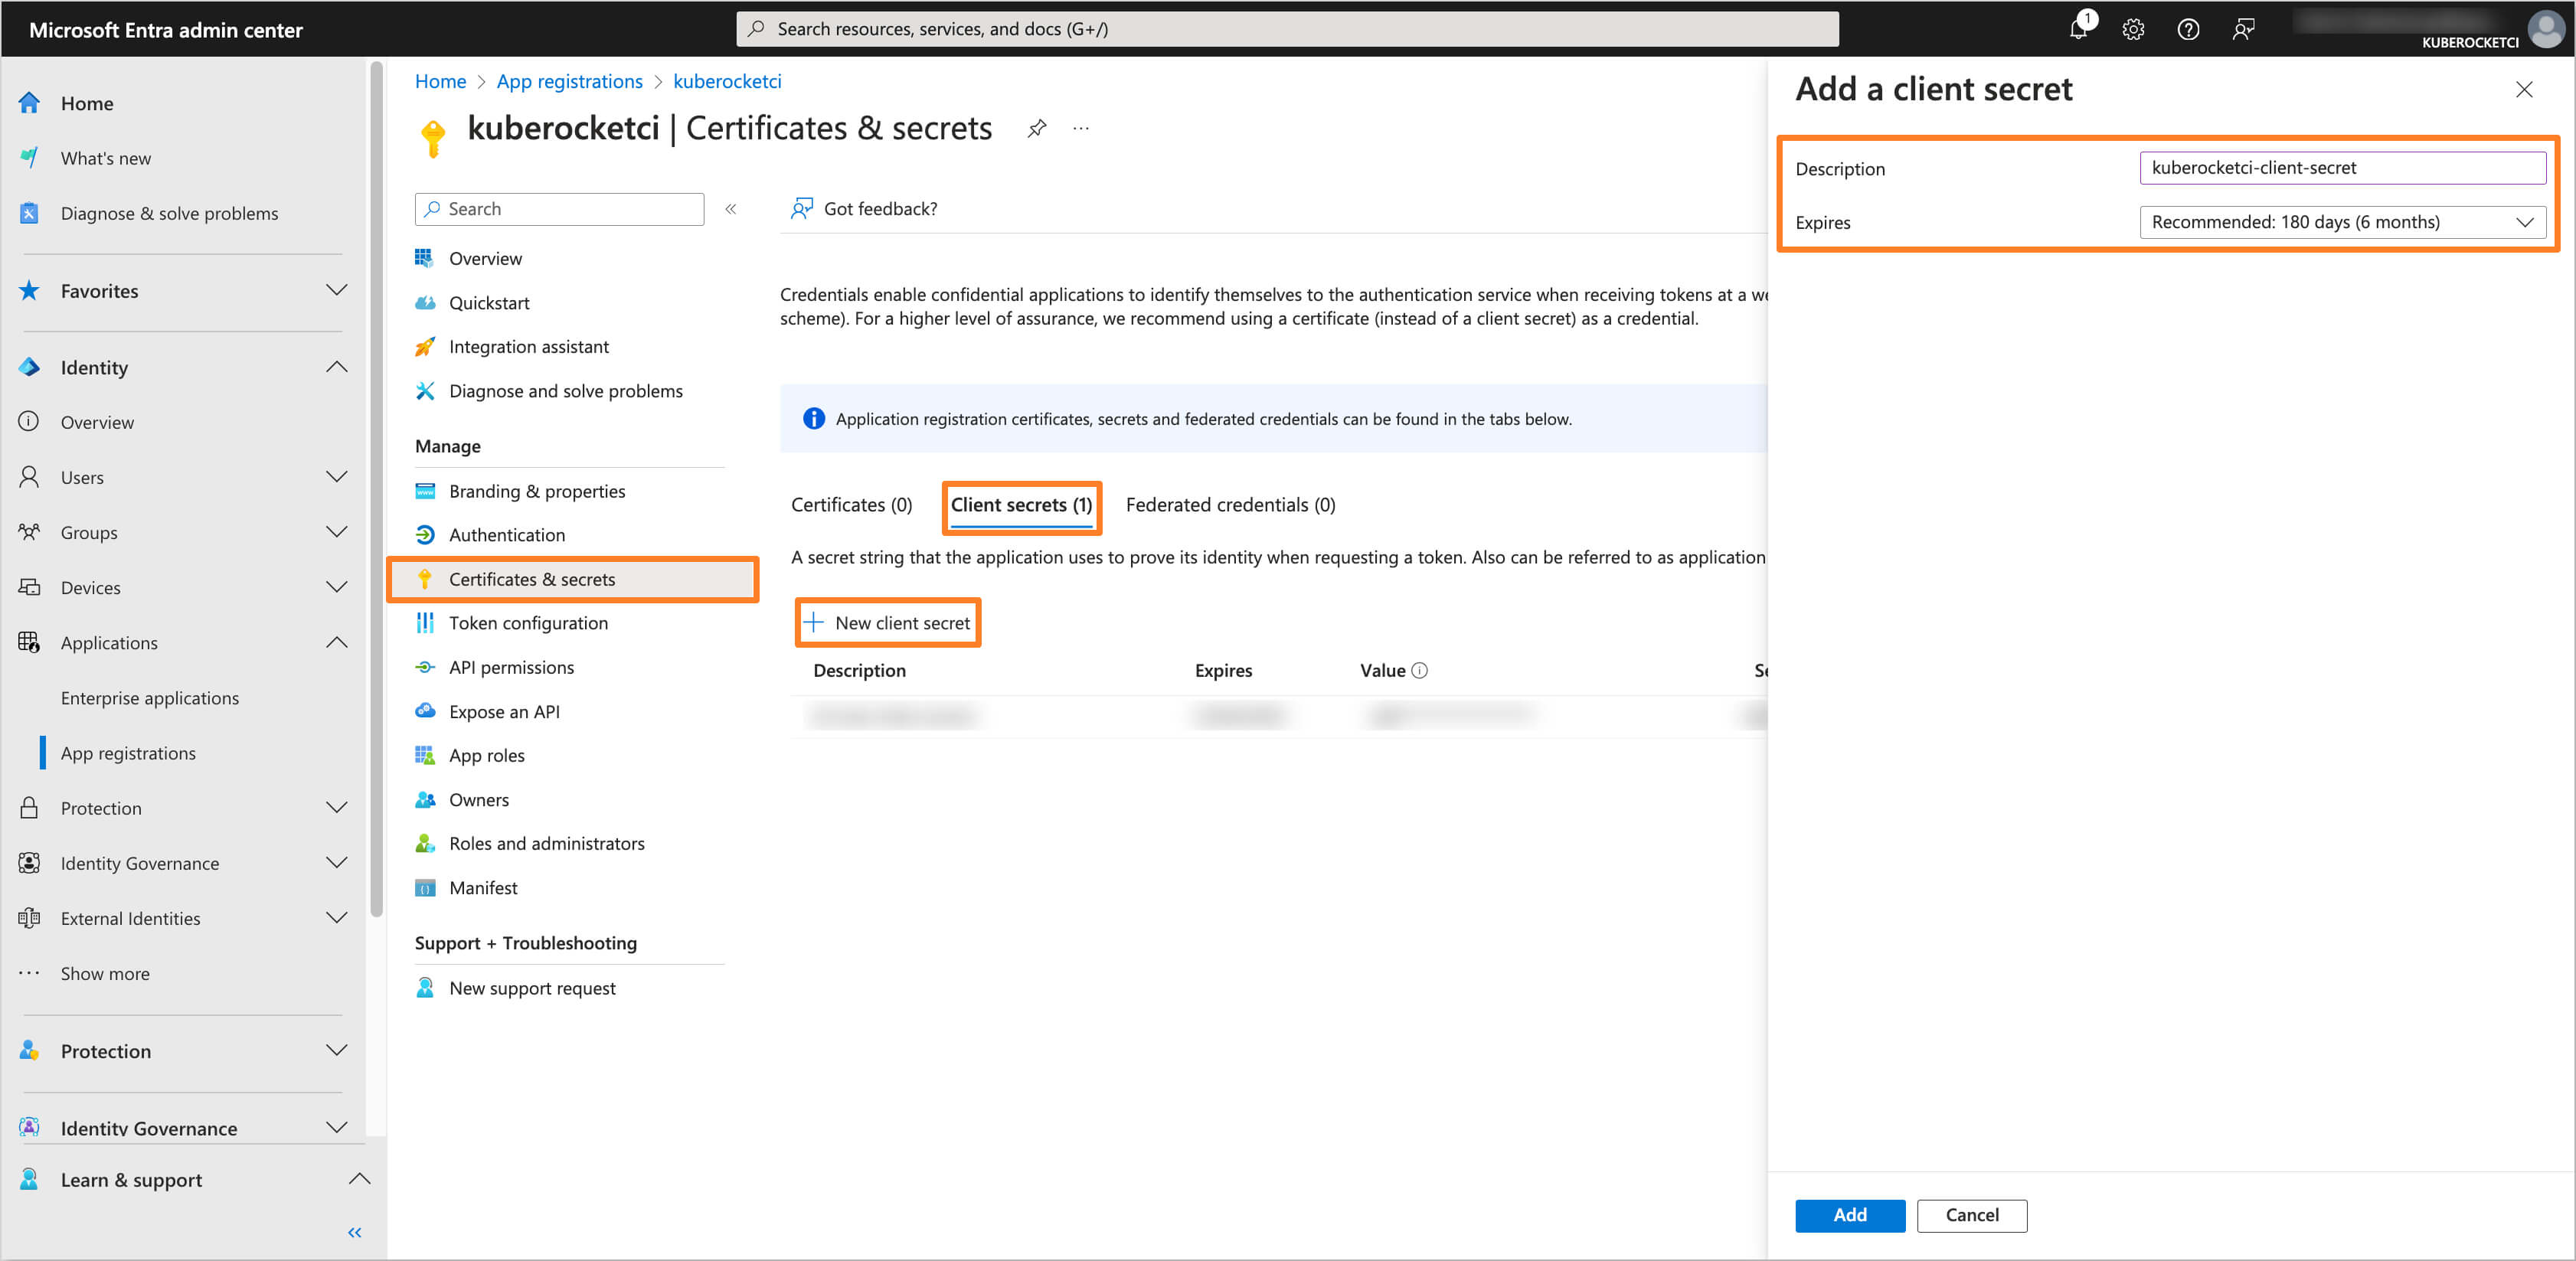 Microsoft Entra admin center
Search resources, services, and docs (G+/)
1
KUBEROCKETCI
Home
What's new
Diagnose & solve problems
Favorites
Identity
Overview
Users
Groups
Devices
Applications
Enterprise applications
App registrations
Protection
Identity Governance
External Identities
Show more
Protection
Identity Governance
Learn & support
Home > App registrations > kuberocketci
kuberocketci | Certificates & secrets
Search
Overview
Quickstart
Integration assistant
Diagnose and solve problems
Manage
Branding & properties
Authentication
Certificates & secrets
Token configuration
API permissions
Expose an API
App roles
Owners
Roles and administrators
Manifest
Support + Troubleshooting
New support request
Got feedback?
Credentials enable confidential applications to identify themselves to the authentication service when receiving tokens at a
scheme). For a higher level of assurance, we recommend using a certificate (instead of a client secret) as a credential.
Application registration certificates, secrets and federated credentials can be found in the tabs below.
Certificates (0) Client secrets (1) Federated credentials (0)
A secret string that the application uses to prove its identity when requesting a token. Also can be referred to as application
New client secret
Description Expires Value
Add a client secret
Description kuberocketci-client-secret
Expires Recommended: 180 days (6 months)
Add Cancel